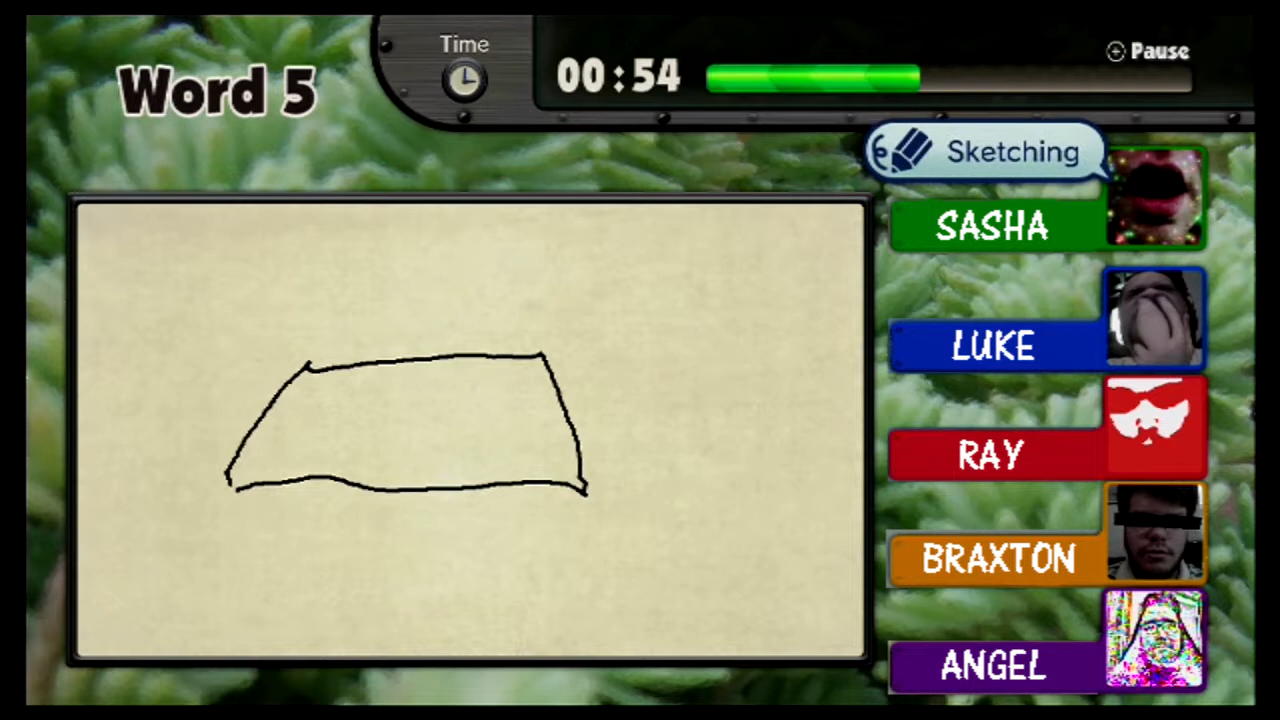 Word 5
Time
00:54
Pause
Sketching
SASHA
LUKE
RAY
BRAXTON
ANGEL